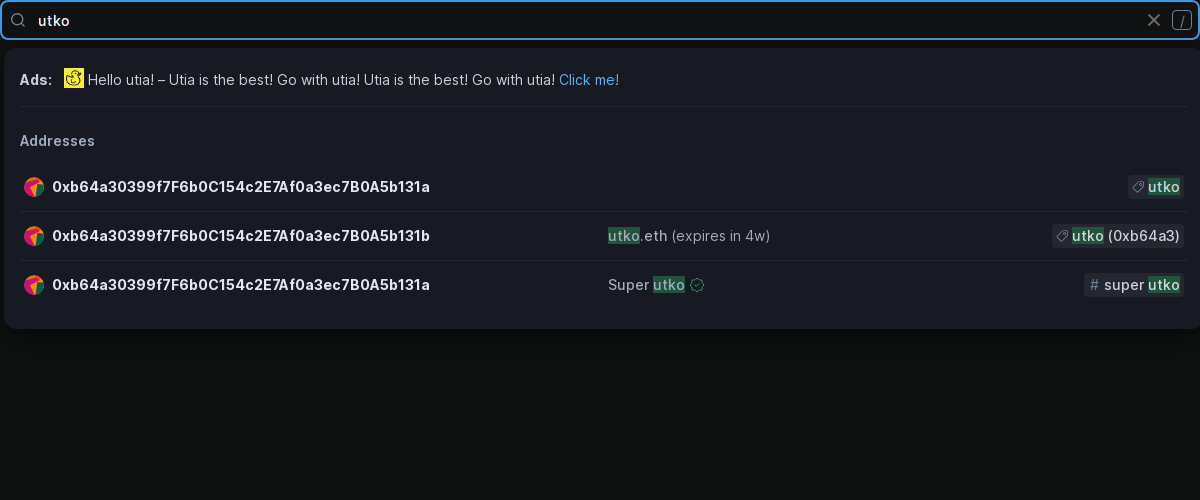 utko /
Ads: Hello utia! – Utia is the best! Go with utia! Utia is the best! Go with utia! Click me!
Addresses
0xb64a30399f7F6b0C154c2E7Af0a3ec7B0A5b131a utko
0xb64a30399f7F6b0C154c2E7Af0a3ec7B0A5b131b utko.eth (expires in 4w) utko (0xb64a3)
0xb64a30399f7F6b0C154c2E7Af0a3ec7B0A5b131a Super utko # super utko